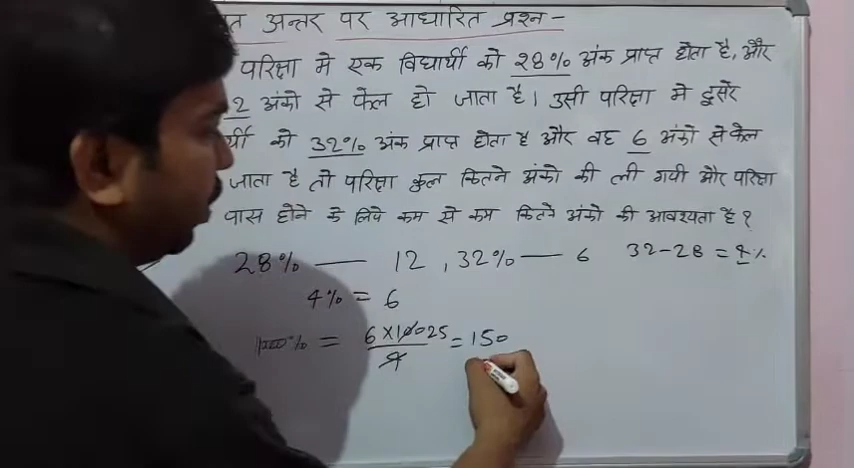 अन्तर पर आधारित प्रश्न -
परिक्षा मे एक विद्यार्थी को 28% अंक प्राप्त होता है, और
2 अंको से फेल हो जाता है। उसी परिक्षा मे दुसरे
र्थी को 32% अंक प्राप्त होता है और वह 6 अंको से फेल
जाता है तो परिक्षा कुल कितने अंको की ली गयी और परिक्षा
पास होने के लिये कम से कम कितने अंको की आवश्यता है?
28% — 12, 32% — 6 32-28 = 4%
4% = 6
100% = 6×100 25 = 150
4